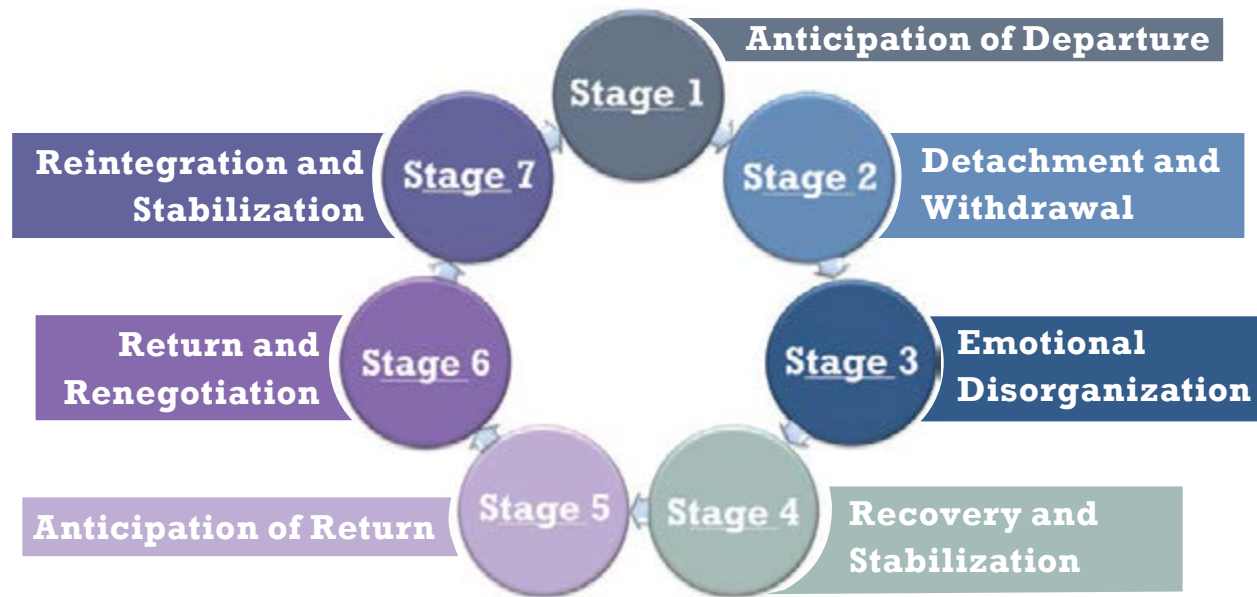 Stage 1
Anticipation of Departure
Stage 2
Detachment and
Withdrawal
Stage 3
Emotional
Disorganization
Stage 4
Recovery and
Stabilization
Stage 5
Anticipation of Return
Stage 6
Return and
Renegotiation
Stage 7
Reintegration and
Stabilization